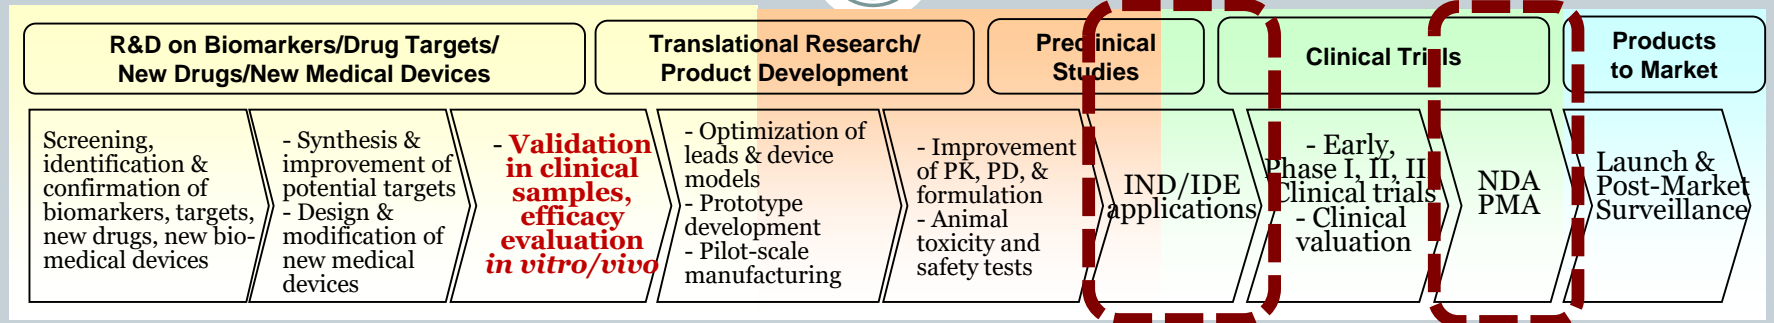 R&D on Biomarkers/Drug Targets/
New Drugs/New Medical Devices
Translational Research/
Product Development
Preclinical
Studies
Clinical Trials
Products
to Market
Screening,
identification &
confirmation of
biomarkers, targets,
new drugs, new bio-
medical devices
- Synthesis &
improvement of
potential targets
- Design &
modification of
new medical
devices
- Validation
in clinical
samples,
efficacy
evaluation
in vitro/vivo
- Optimization of
leads & device
models
- Prototype
development
- Pilot-scale
manufacturing
- Improvement
of PK, PD, &
formulation
- Animal
toxicity and
safety tests
IND/IDE
applications
- Early,
Phase I, II, II
Clinical trials
- Clinical
valuation
NDA
PMA
Launch &
Post-Market
Surveillance